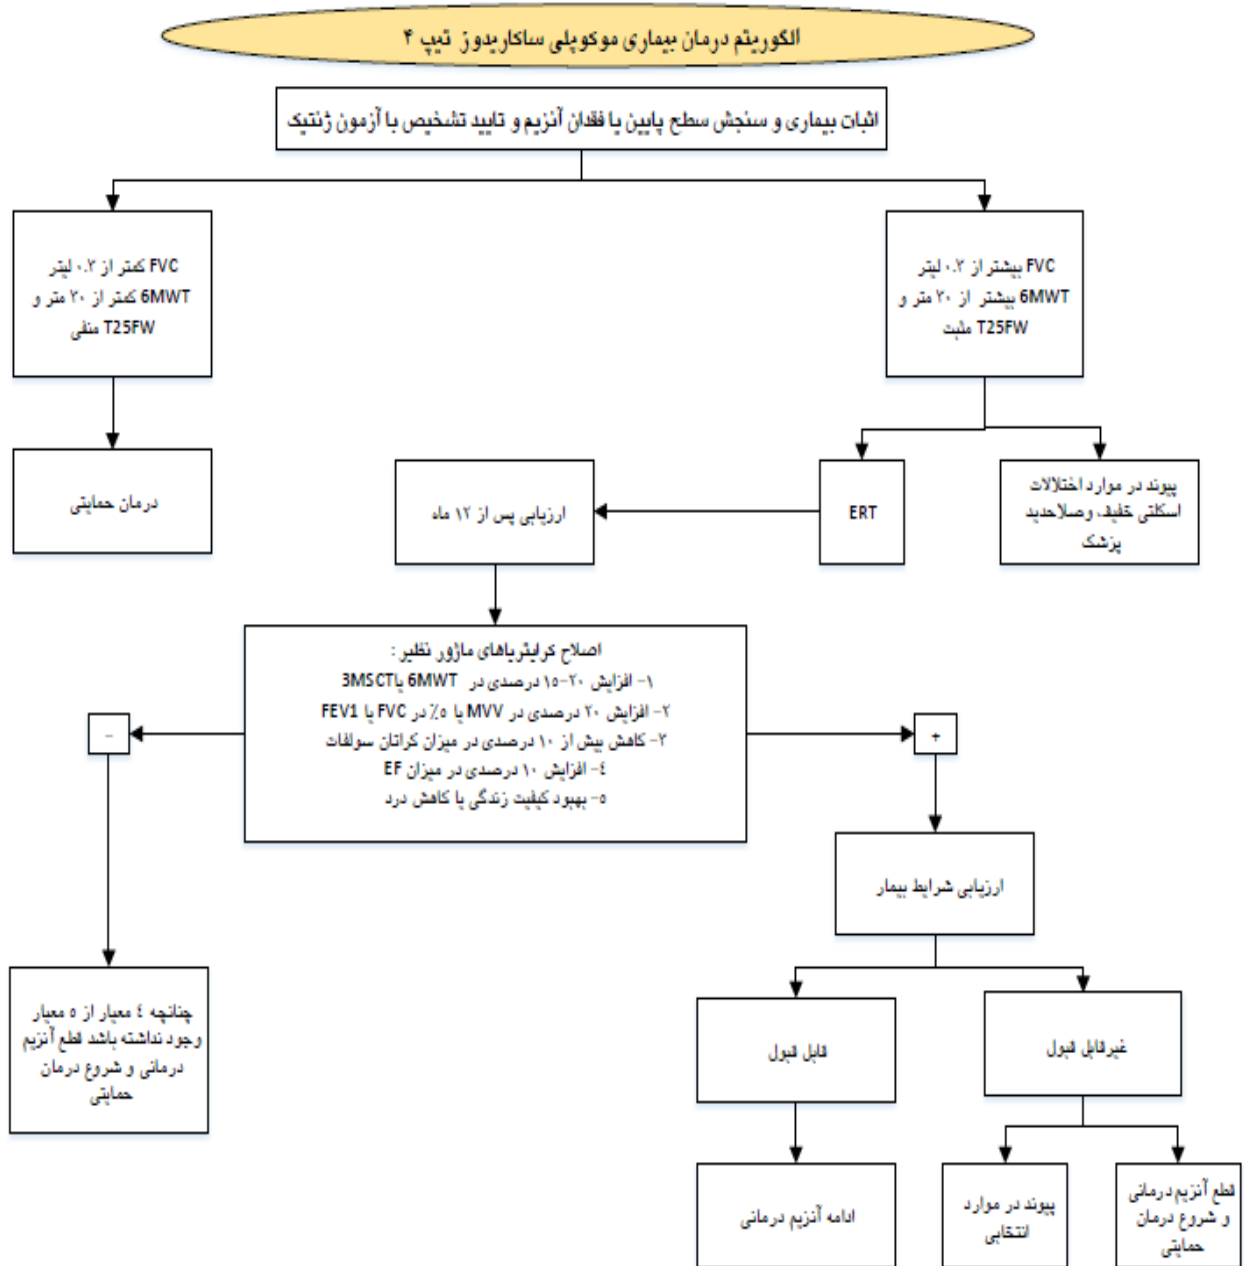 الگوریتم درمان بیماری موکوپلی ساکاریدوز تیپ ۴
اثبات بیماری و سنجش سطح پایین یا فقدان آنزیم و تایید تشخیص با آزمون ژنتیک
FVC بیشتر از ۰.۳ لیتر
6MWT بیشتر از ۳۰ متر و
T25FW مثبت
FVC کمتر از ۰.۳ لیتر
6MWT کمتر از ۳۰ متر و
T25FW منفی
پیوند در موارد اختلالات
اسکلتی خفیف وصلاحدید
پزشک
ERT
ارزیابی پس از ۱۲ ماه
درمان حمایتی
اصلاح کرایتریاهای ماژور نظیر :
۱- افزایش ۲۰-۱۵ درصدی در 6MWT یا 3MSCT
۲- افزایش ۲۰ درصدی در MVV یا ۵٪ در FVC یا FEV1
۳- کاهش بیش از ۱۰ درصدی در میزان کراتان سولفات
٤- افزایش ۱۰ درصدی در میزان EF
۵- بهبود کیفیت زندگی یا کاهش درد
+
-
ارزیابی شرایط بیمار
چنانچه ٤ معیار از ۵ معیار
وجود نداشته باشد قطع آنزیم
درمانی و شروع درمان
حمایتی
غیرقابل قبول
قابل قبول
قطع آنزیم درمانی
و شروع درمان
حمایتی
پیوند در موارد
انتخابی
ادامه آنزیم درمانی